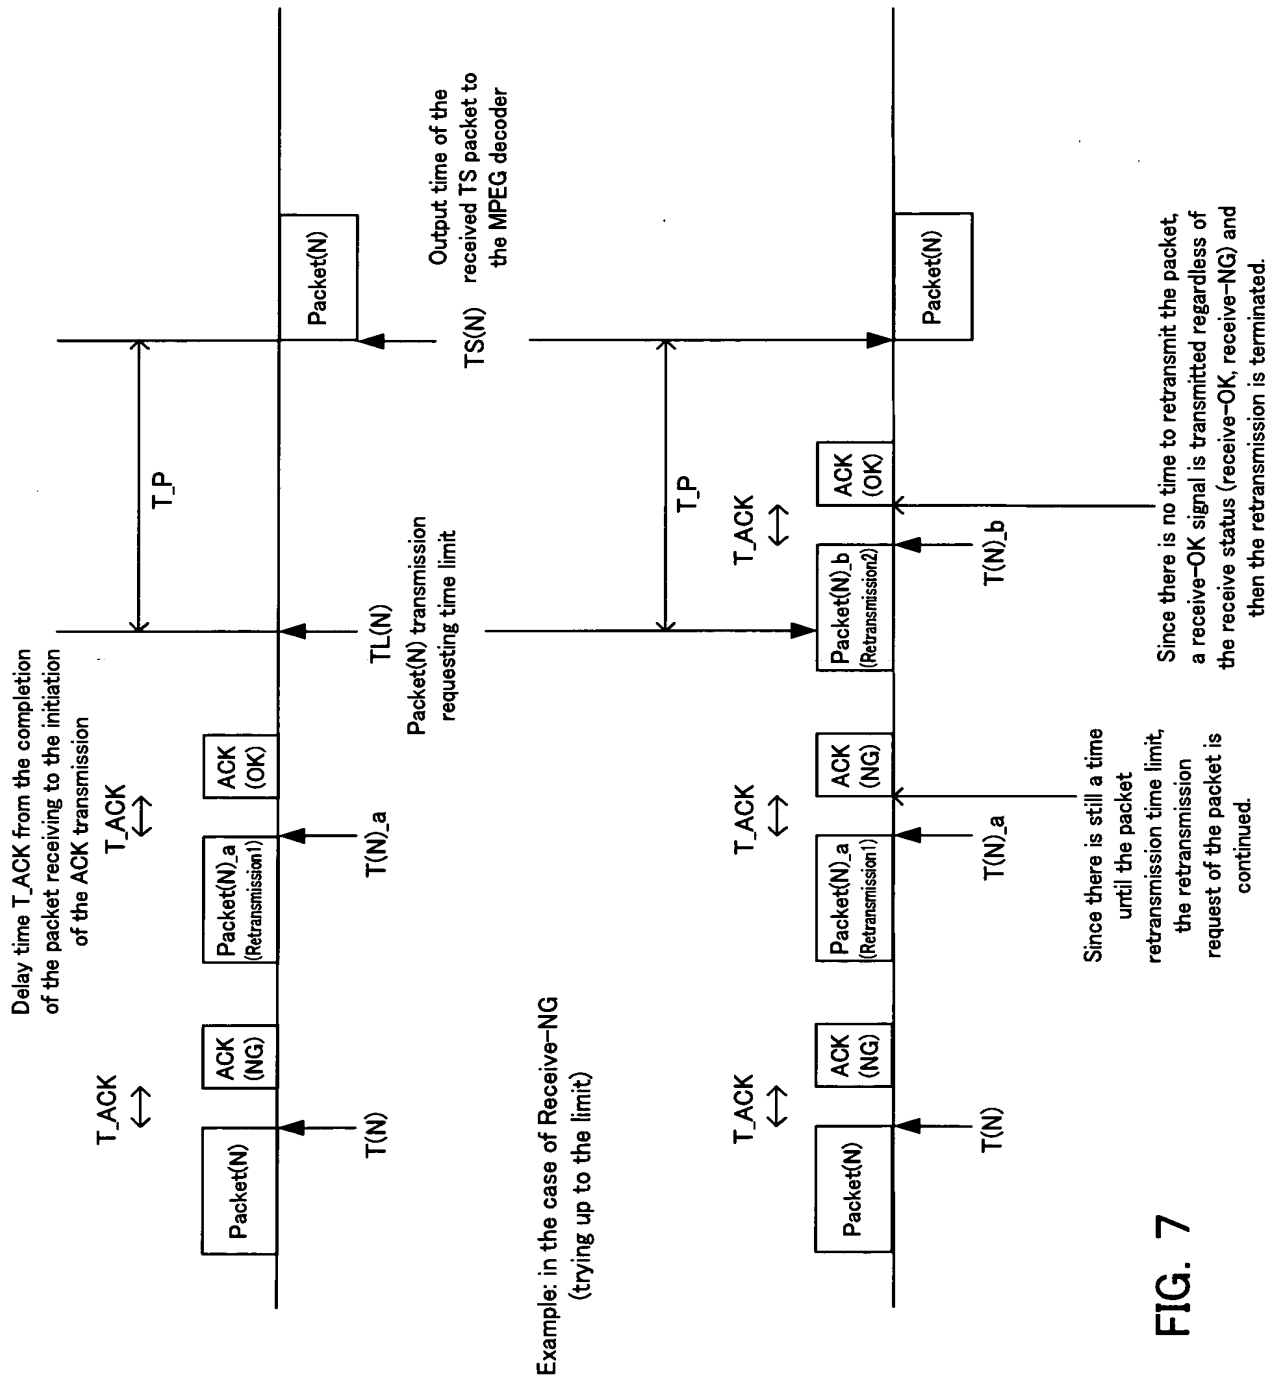 Delay time T_ACK from the completion
of the packet receiving to the initiation
of the ACK transmission
T_ACK
T_ACK
T_P
Packet(N)
ACK
(NG)
Packet(N)_a
(Retransmission1)
ACK
(OK)
Packet(N)
T(N)
T(N)_a
TL(N)
Packet(N) transmission
requesting time limit
TS(N)
Output time of the
received TS packet to
the MPEG decoder
Example: in the case of Receive-NG
(trying up to the limit)
T_P
T_ACK
T_ACK
T_ACK
Packet(N)
ACK
(NG)
Packet(N)_a
(Retransmission1)
ACK
(NG)
Packet(N)_b
(Retransmission2)
ACK
(OK)
Packet(N)
T(N)
T(N)_a
T(N)_b
Since there is still a time
until the packet
retransmission time limit,
the retransmission
request of the packet is
continued.
Since there is no time to retransmit the packet,
a receive-OK signal is transmitted regardless of
the receive status (receive-OK, receive-NG) and
then the retransmission is terminated.
FIG. 7